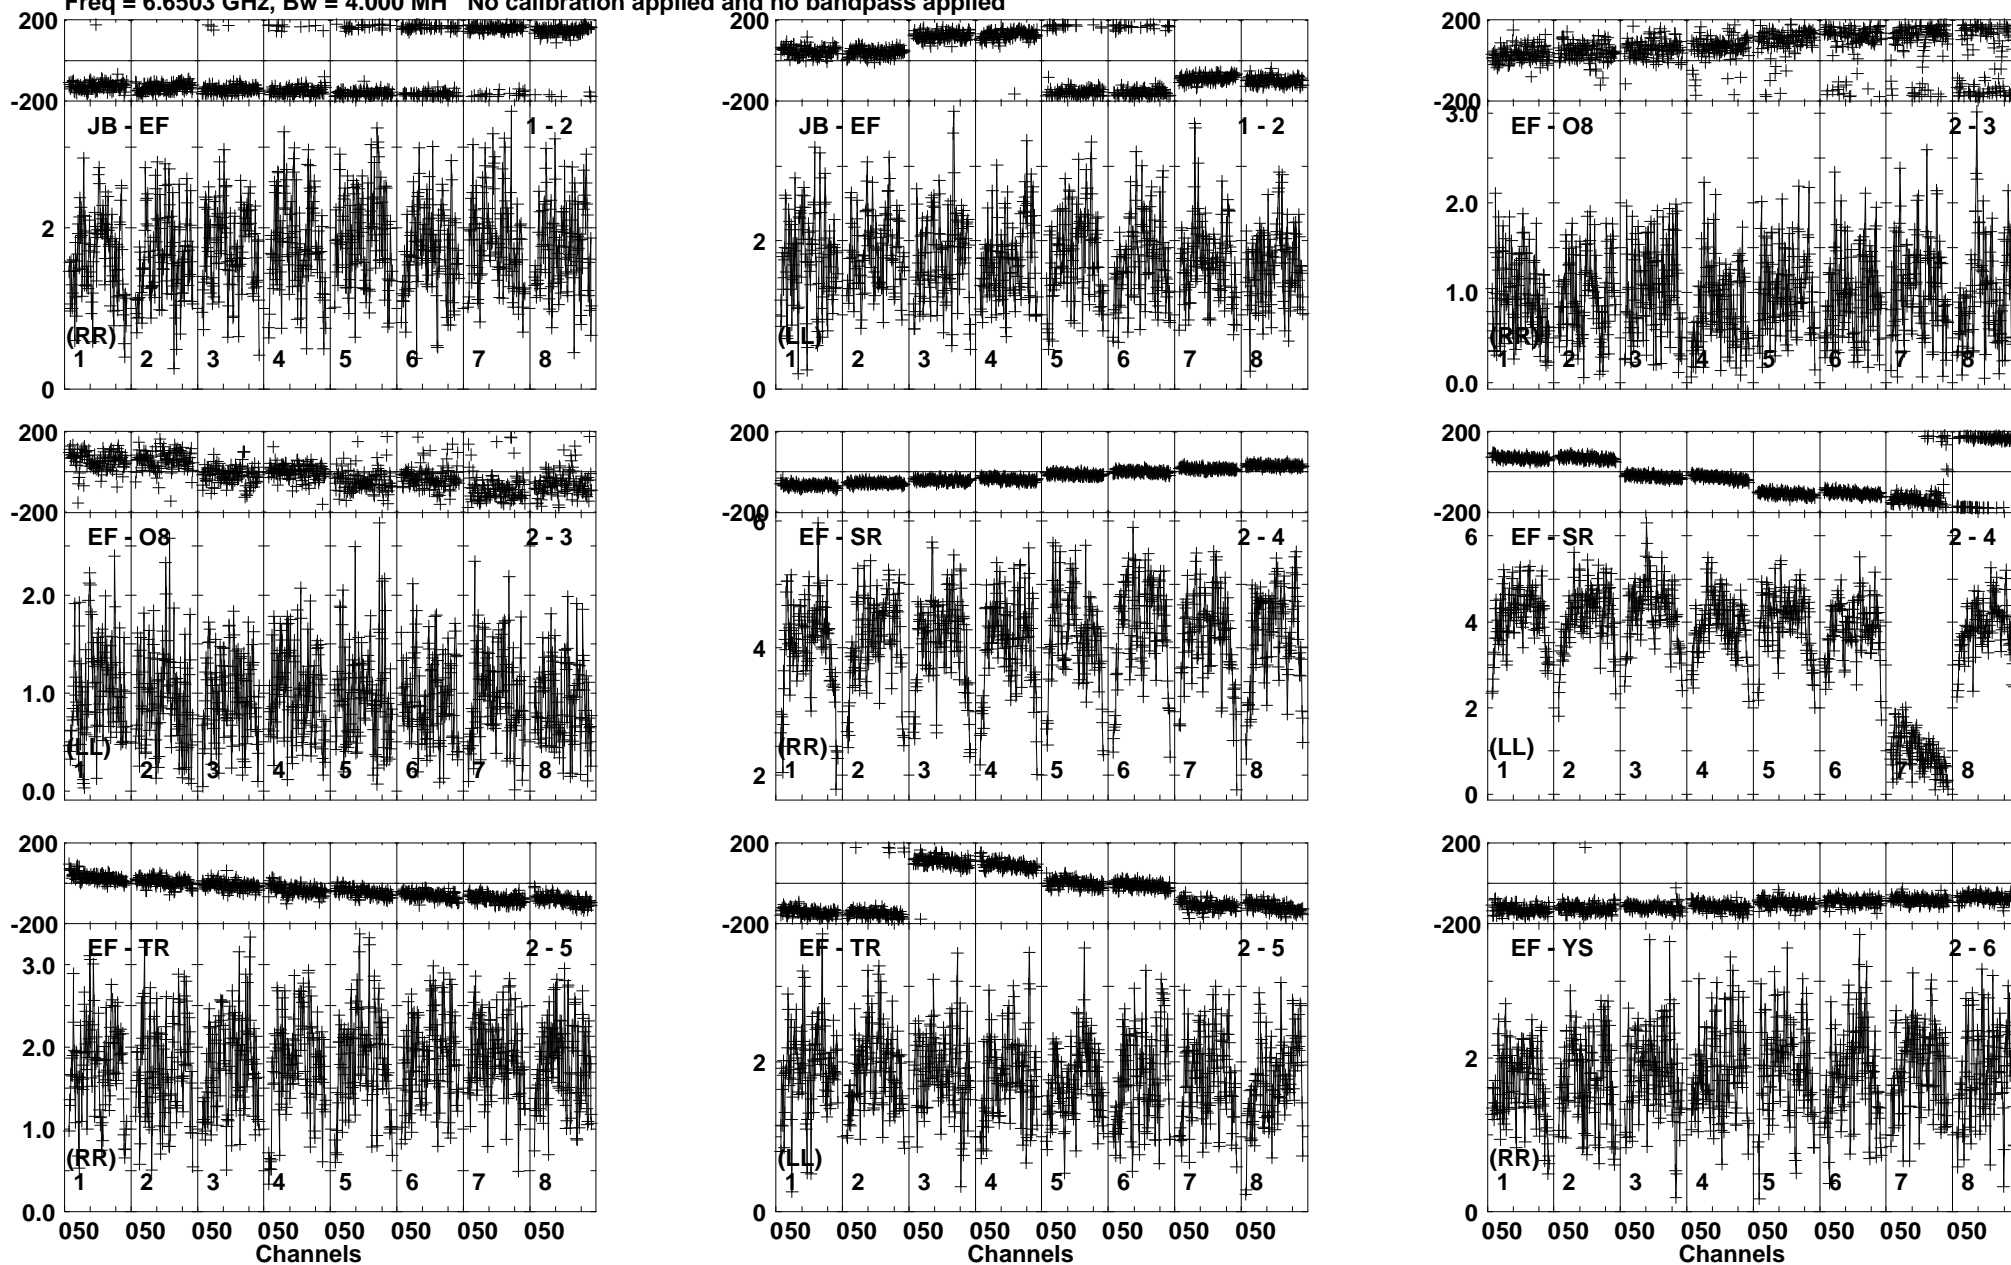 Freq = 6.6503 GHz, Bw = 4.000 MH No calibration applied and no bandpass applied
200 200 200
-200 -200 -200
JB - EF 1 - 2 JB - EF 1 - 2 3.0 EF - O8 2 - 3
2.0
2 2
1.0
(RR) (LL) (RR)
1 2 3 4 5 6 7 8 1 2 3 4 5 6 7 8 1 2 3 4 5 6 7 8
0 0 0.0
200 200 200
-200 -200 -200
EF - O8 2 - 3 6 EF - SR 2 - 4 6 EF - SR 2 - 4
2.0
4 4
1.0 2
(LL) (RR) (LL)
1 2 3 4 5 6 7 8 2 1 2 3 4 5 6 7 8 1 2 3 4 5 6 7 8
0.0 0
200 200 200
-200 -200 -200
EF - TR 2 - 5 EF - TR 2 - 5 EF - YS 2 - 6
3.0
2.0 2 2
1.0
(RR) (LL) (RR)
1 2 3 4 5 6 7 8 1 2 3 4 5 6 7 8 1 2 3 4 5 6 7 8
0.0 0 0
050 050 050 050 050 050 050 050 050 050 050 050 050 050 050 050 050 050 050 050 050 050 050 050
Channels Channels Channels